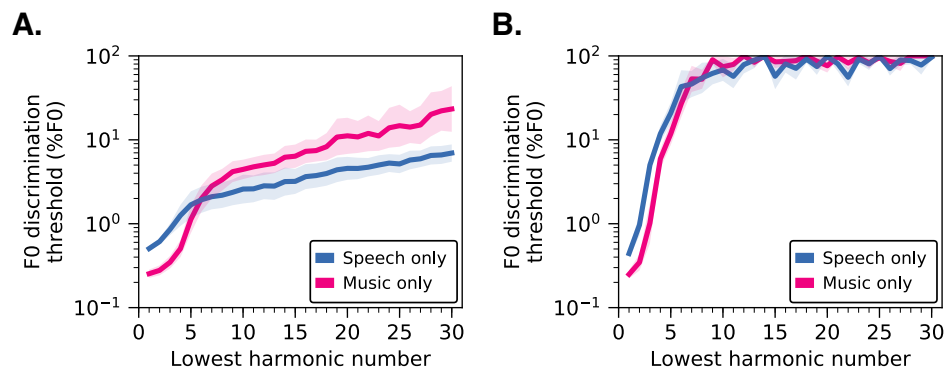 A.
B.
F0 discrimination
threshold (%F0)
10²
10¹
10⁰
10⁻¹
0 5 10 15 20 25 30
Lowest harmonic number
Speech only
Music only
F0 discrimination
threshold (%F0)
10²
10¹
10⁰
10⁻¹
0 5 10 15 20 25 30
Lowest harmonic number
Speech only
Music only